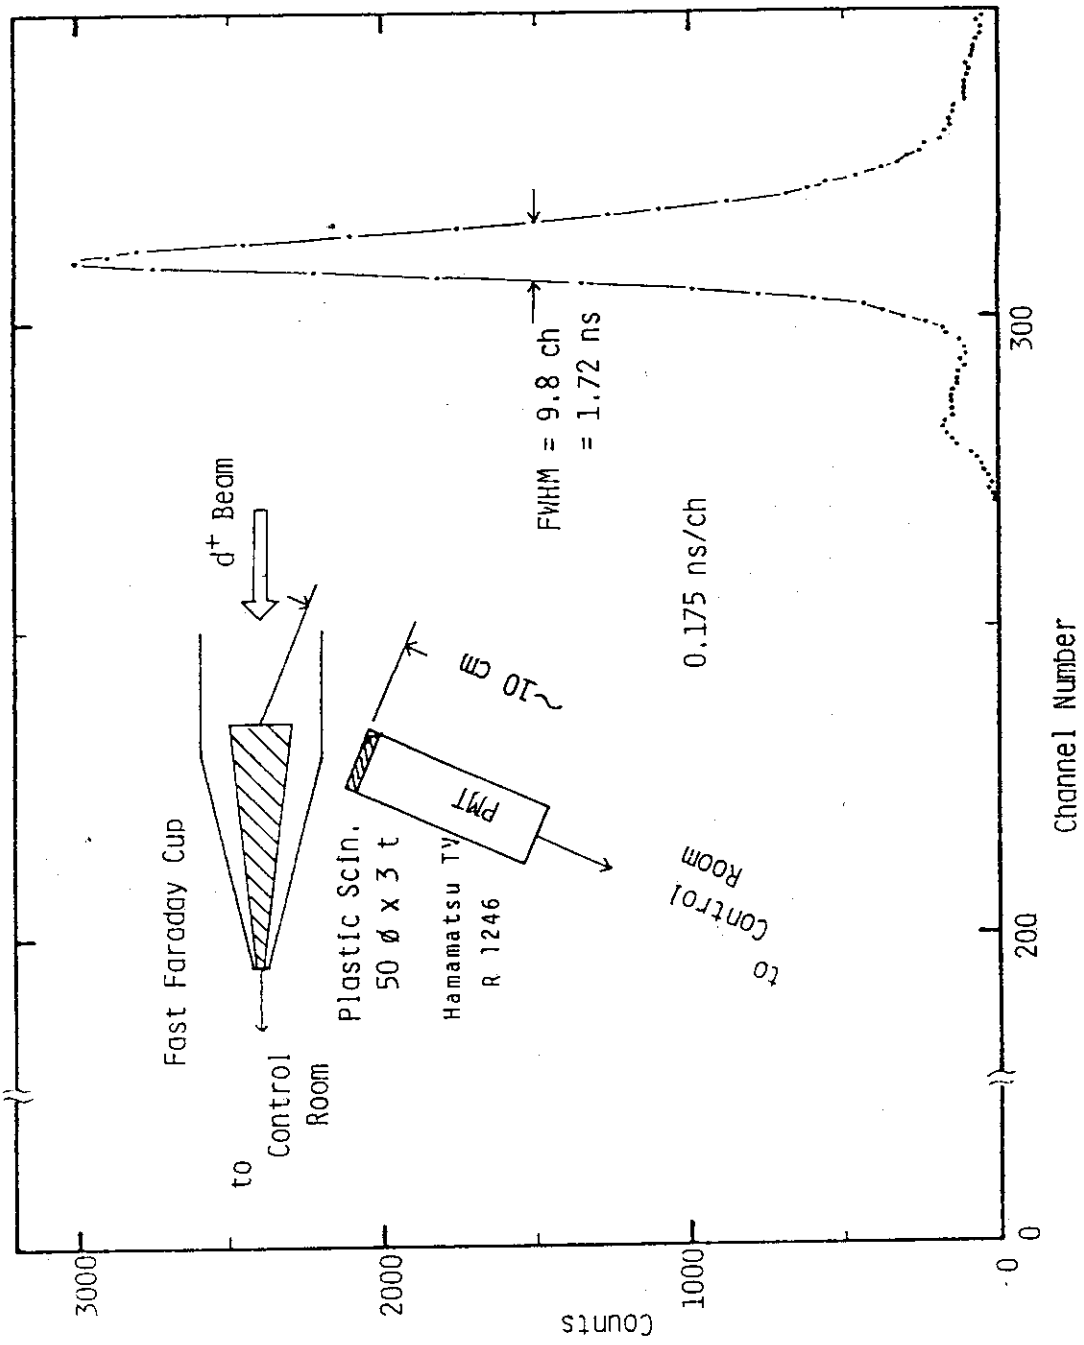 Counts
3000
2000
1000
0
0
200
300
Channel Number
to
Control
Room
Fast Faraday Cup
d⁺ Beam
Plastic Scin.
50 ø x 3 t
Hamamatsu TV
R 1246
PMT
~10 cm
to
Control
Room
FWHM = 9.8 ch
= 1.72 ns
0.175 ns/ch